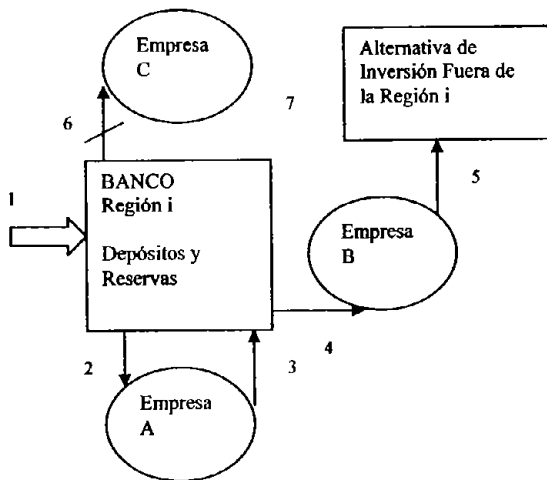 Empresa
C
Alternativa de
Inversión Fuera de
la Región i
6
7
1
BANCO
Región i
Depósitos y
Reservas
5
Empresa
B
4
2
3
Empresa
A